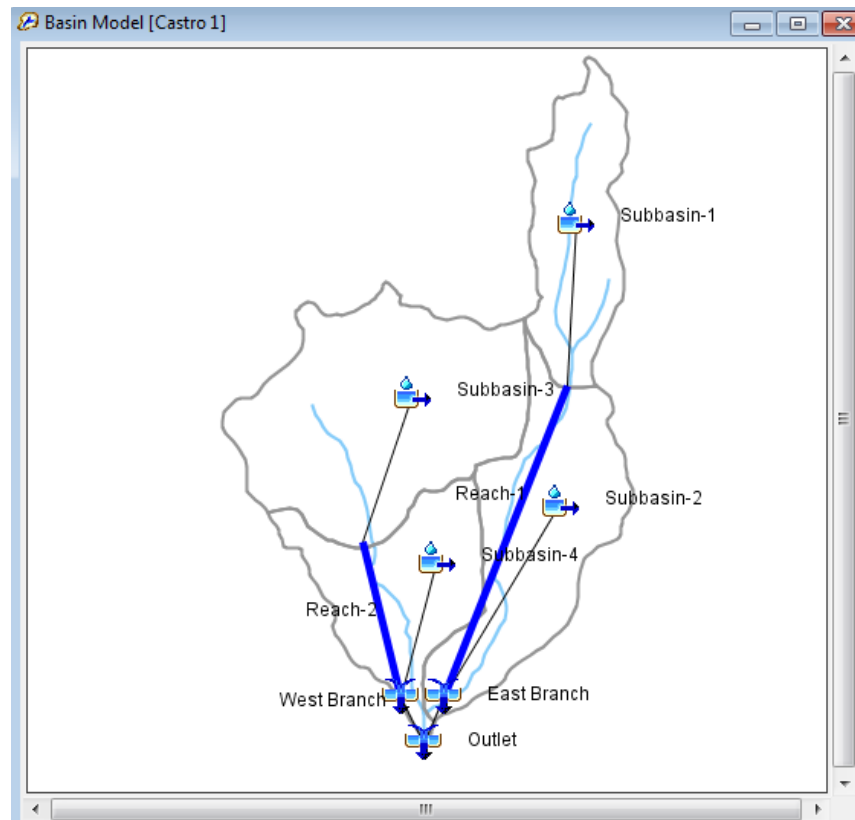 Basin Model [Castro 1]
Subbasin-1
Subbasin-3
Reach-1
Subbasin-2
Subbasin-4
Reach-2
West Branch
East Branch
Outlet